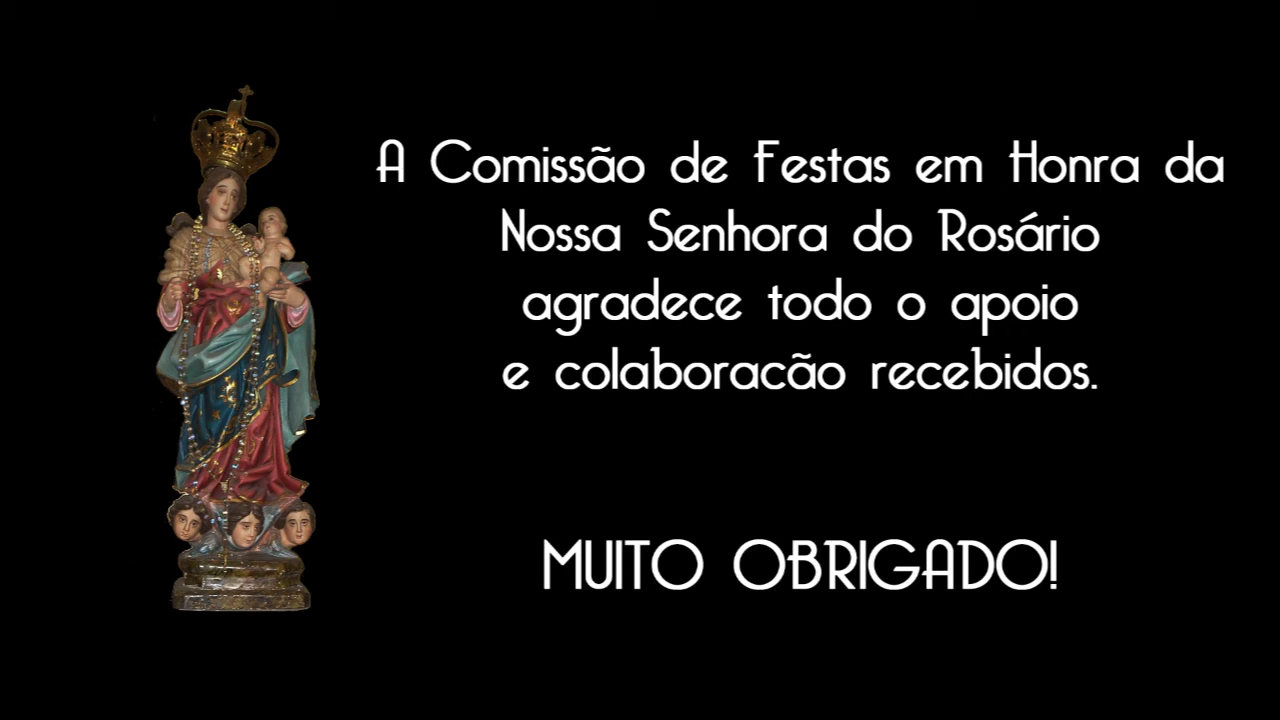 A Comissão de Festas em Honra da
Nossa Senhora do Rosário
agradece todo o apoio
e colaboracão recebidos.
MUITO OBRIGADO!